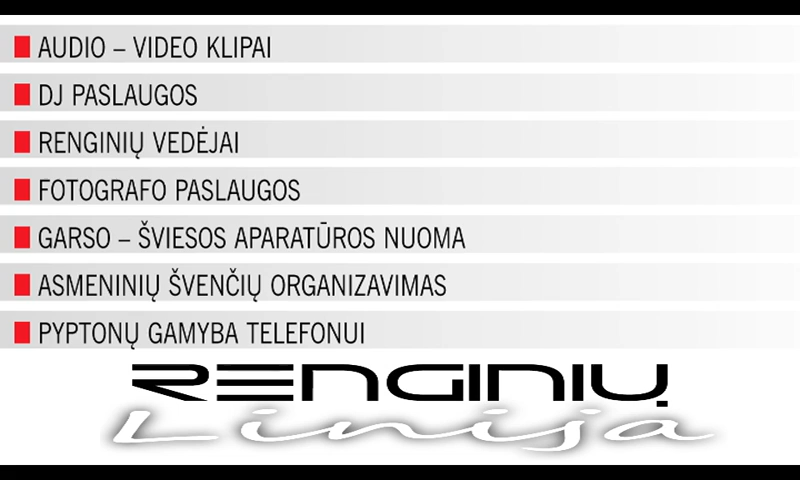 AUDIO – VIDEO KLIPAI
DJ PASLAUGOS
RENGINIŲ VEDĖJAI
FOTOGRAFO PASLAUGOS
GARSO – ŠVIESOS APARATŪROS NUOMA
ASMENINIŲ ŠVENČIŲ ORGANIZAVIMAS
PYPTONŲ GAMYBA TELEFONUI
RENGINIŲ
Linija